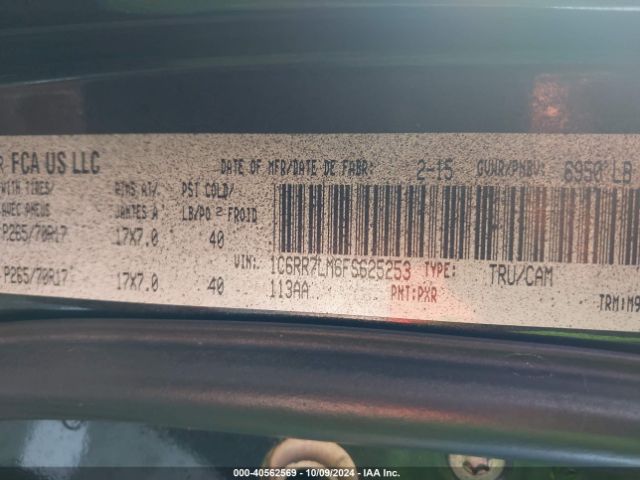 R FCA US LLC DATE OF MFR/DATE DE FABR: 2-15 GVWR/PNBV: 6950 LB
WITH TIRES/ RIMS AT/ PSI COLD/
AVEC PNEUS JANTES A LB/PO 2 FROID
P265/70R17 17X7.0 40
VIN: 1C6RR7LM6FS625253 TYPE: TRU/CAM
P265/70R17 17X7.0 40 113AA PNT:PXR TRM:M9
000-40562569 | 10/09/2024 | IAA Inc.